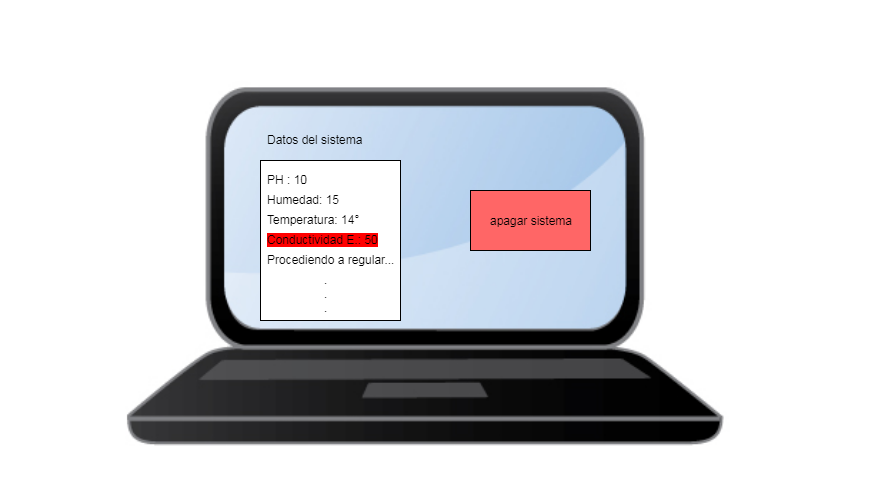 Datos del sistema
PH : 10
Humedad: 15
Temperatura: 14°
Conductividad E.: 50
Procediendo a regular...
.
.
.
apagar sistema